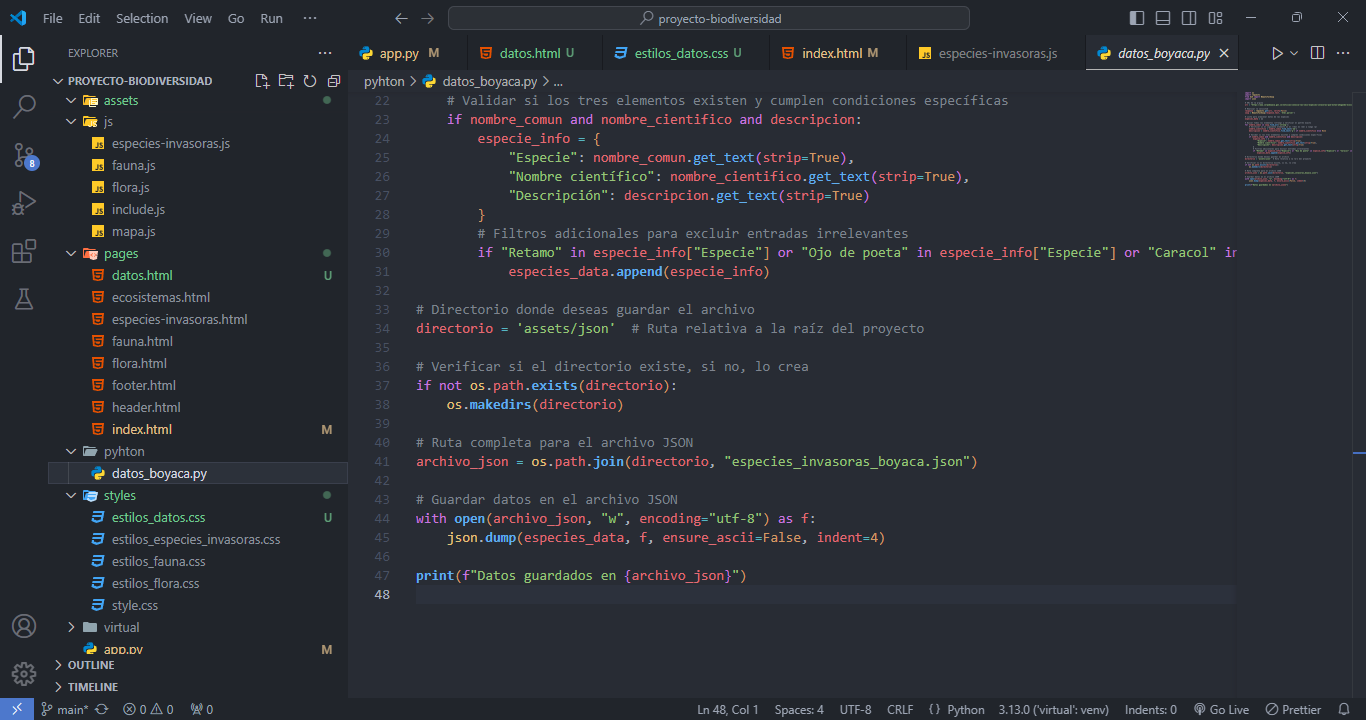 File Edit Selection View Go Run ···
proyecto-biodiversidad
EXPLORER ···
PROYECTO-BIODIVERSIDAD
assets
js
JS especies-invasoras.js
JS fauna.js
JS flora.js
JS include.js
JS mapa.js
pages
datos.html U
ecosistemas.html
especies-invasoras.html
fauna.html
flora.html
footer.html
header.html
index.html M
pyhton
datos_boyaca.py
styles
estilos_datos.css U
estilos_especies_invasoras.css
estilos_fauna.css
estilos_flora.css
style.css
virtual
app.py M
OUTLINE
TIMELINE
8
app.py M datos.html U estilos_datos.css U index.html M JS especies-invasoras.js datos_boyaca.py
pyhton > datos_boyaca.py > ...
22 # Validar si los tres elementos existen y cumplen condiciones específicas
23 if nombre_comun and nombre_cientifico and descripcion:
24 especie_info = {
25 "Especie": nombre_comun.get_text(strip=True),
26 "Nombre científico": nombre_cientifico.get_text(strip=True),
27 "Descripción": descripcion.get_text(strip=True)
28 }
29 # Filtros adicionales para excluir entradas irrelevantes
30 if "Retamo" in especie_info["Especie"] or "Ojo de poeta" in especie_info["Especie"] or "Caracol" in
31 especies_data.append(especie_info)
32
33 # Directorio donde deseas guardar el archivo
34 directorio = 'assets/json' # Ruta relativa a la raíz del proyecto
35
36 # Verificar si el directorio existe, si no, lo crea
37 if not os.path.exists(directorio):
38 os.makedirs(directorio)
39
40 # Ruta completa para el archivo JSON
41 archivo_json = os.path.join(directorio, "especies_invasoras_boyaca.json")
42
43 # Guardar datos en el archivo JSON
44 with open(archivo_json, "w", encoding="utf-8") as f:
45 json.dump(especies_data, f, ensure_ascii=False, indent=4)
46
47 print(f"Datos guardados en {archivo_json}")
48
main* 0 0 0 Ln 48, Col 1 Spaces: 4 UTF-8 CRLF {} Python 3.13.0 ('virtual': venv) Indents: 0 Go Live Prettier